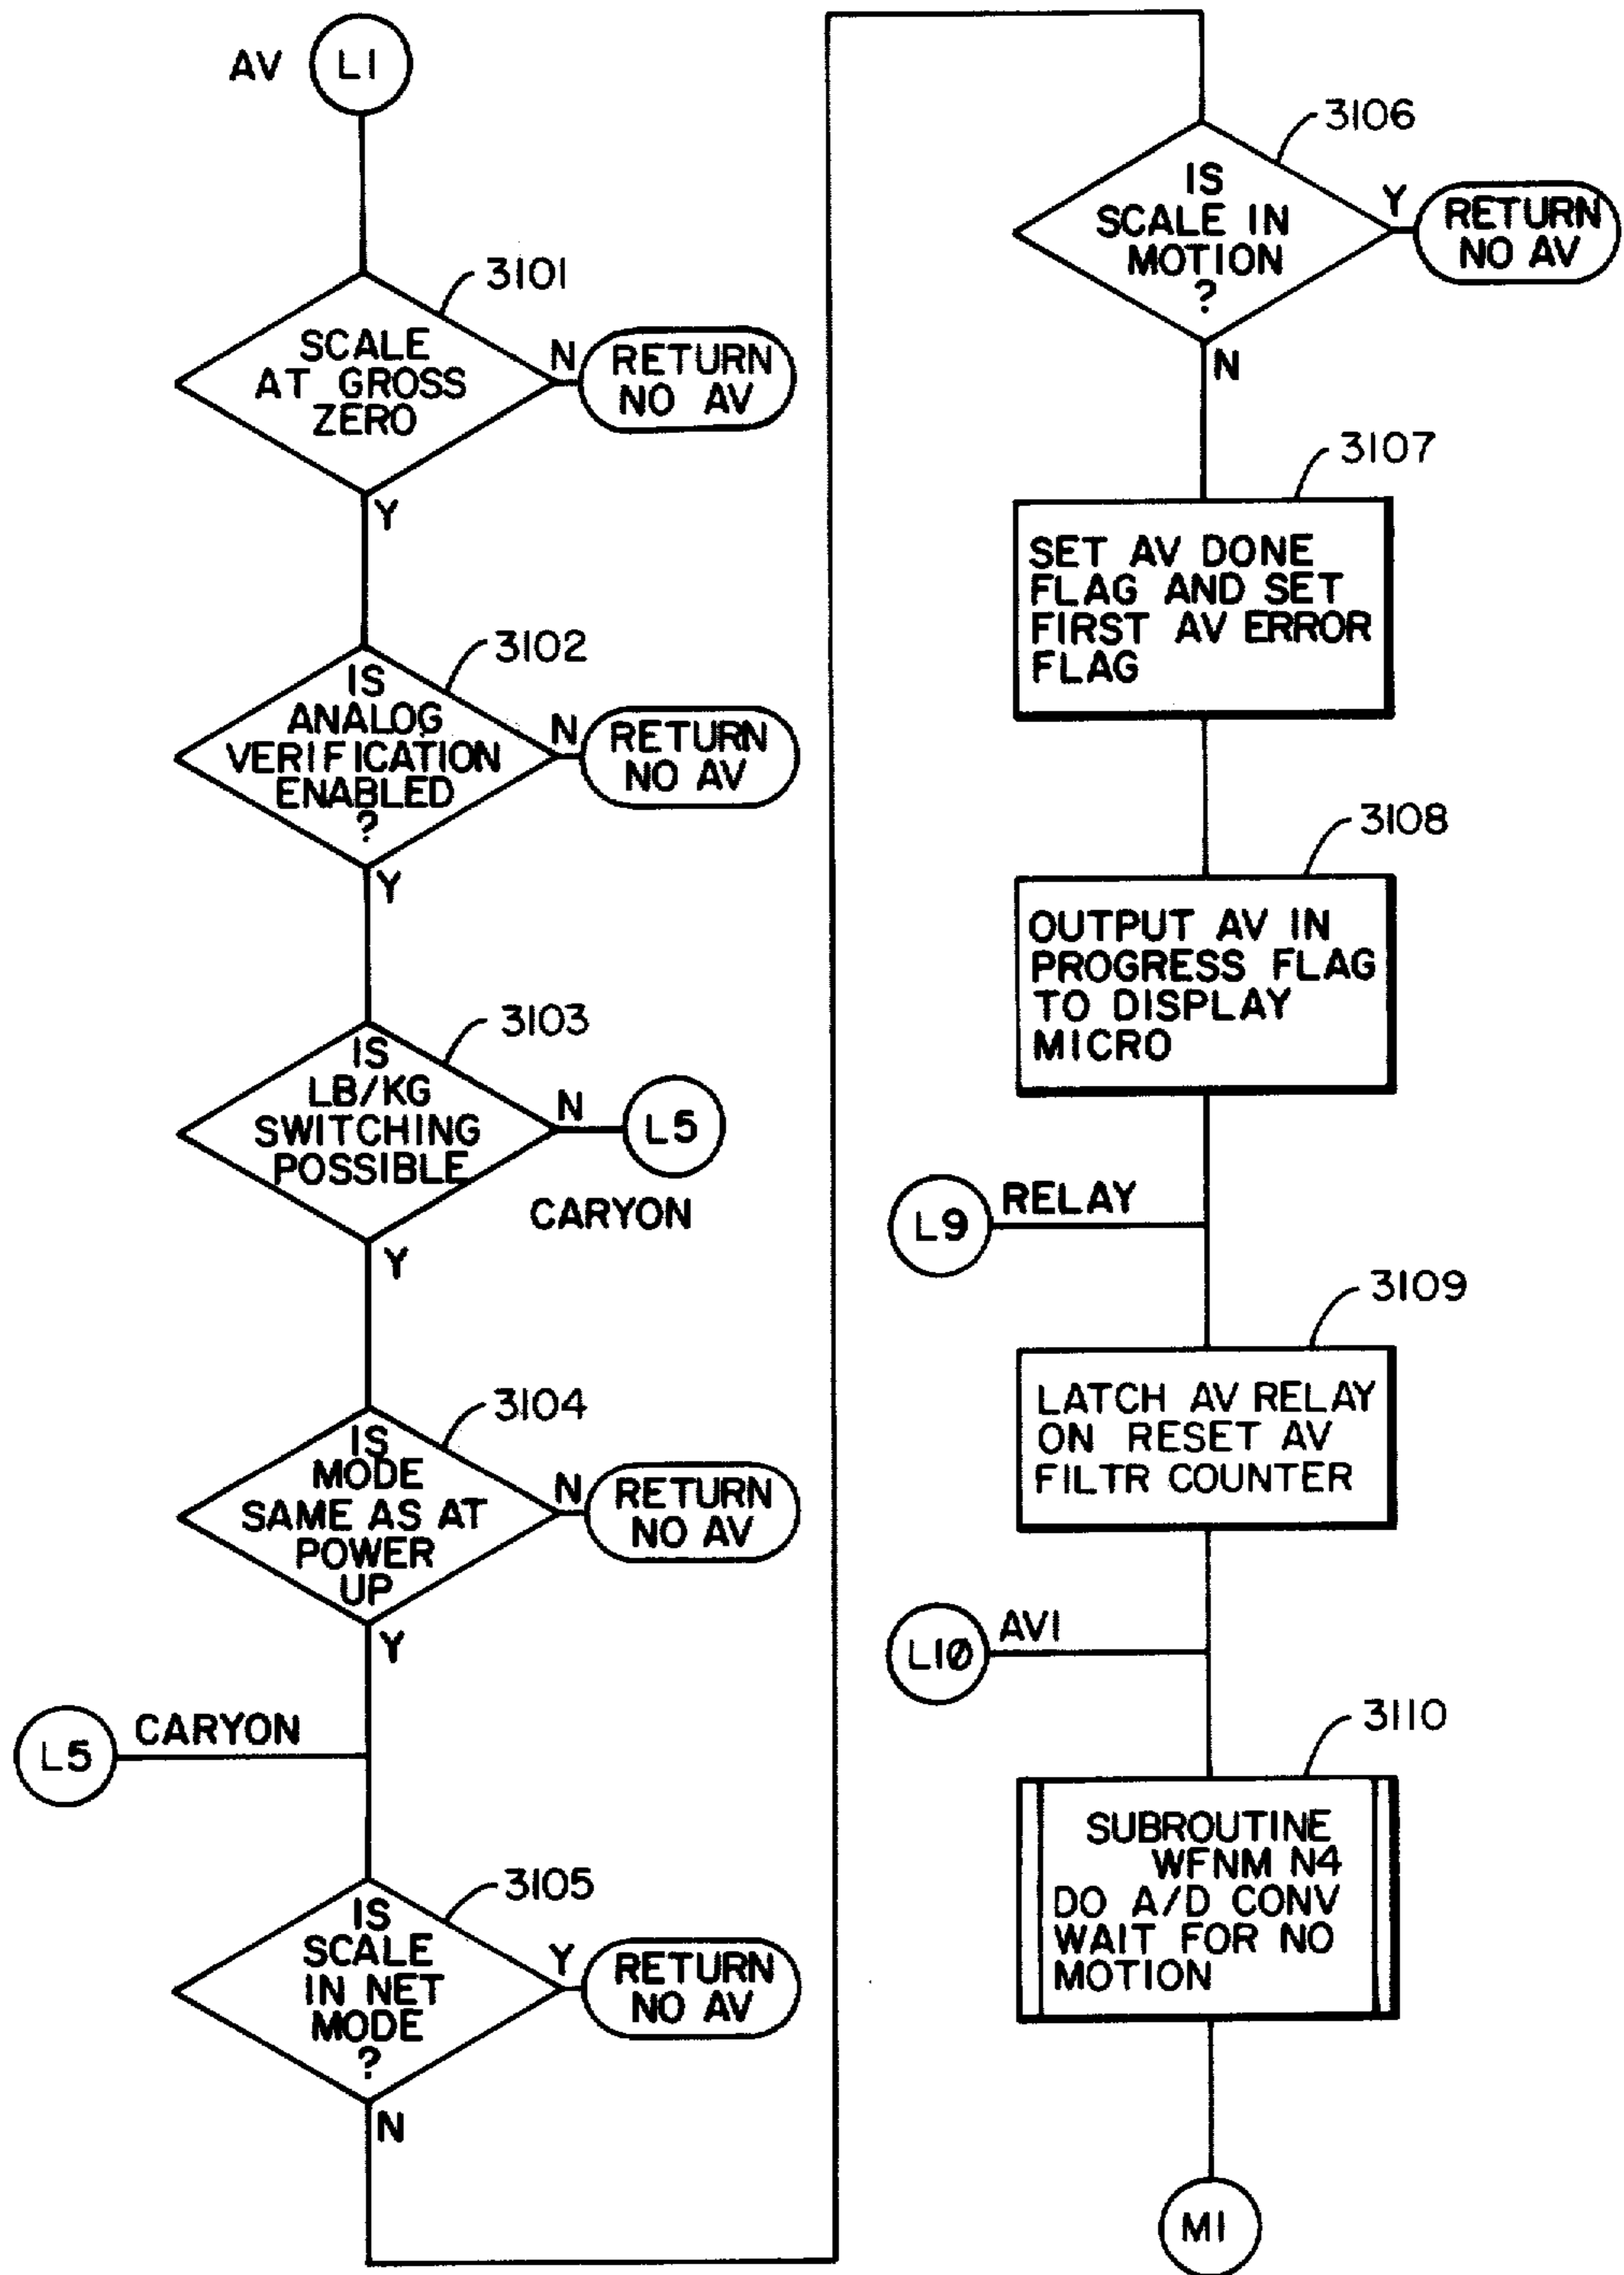 AV L1
3101
SCALE
AT GROSS
ZERO
N
RETURN
NO AV
Y
3102
IS
ANALOG
VERIFICATION
ENABLED
?
N
RETURN
NO AV
Y
3103
IS
LB/KG
SWITCHING
POSSIBLE
N
L5
CARYON
Y
3104
IS
MODE
SAME AS AT
POWER
UP
N
RETURN
NO AV
Y
L5 CARYON
3105
IS
SCALE
IN NET
MODE
?
Y
RETURN
NO AV
N
3106
IS
SCALE IN
MOTION
?
Y
RETURN
NO AV
N
3107
SET AV DONE
FLAG AND SET
FIRST AV ERROR
FLAG
3108
OUTPUT AV IN
PROGRESS FLAG
TO DISPLAY
MICRO
L9 RELAY
3109
LATCH AV RELAY
ON RESET AV
FILTR COUNTER
L10 AV1
3110
SUBROUTINE
WFNM N4
DO A/D CONV
WAIT FOR NO
MOTION
M1